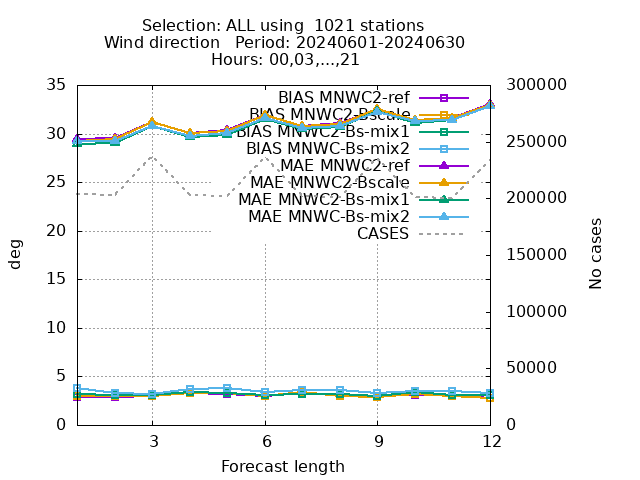 Selection: ALL using  1021 stations
Wind direction   Period: 20240601-20240630
Hours: 00,03,...,21
35
30
25
20
15
10
5
0
300000
250000
200000
150000
100000
50000
0
3
6
9
12
deg
No cases
Forecast length
BIAS MNWC2-ref
BIAS MNWC2-Bscale
BIAS MNWC2-Bs-mix1
BIAS MNWC-Bs-mix2
MAE MNWC2-ref
MAE MNWC2-Bscale
MAE MNWC2-Bs-mix1
MAE MNWC-Bs-mix2
CASES